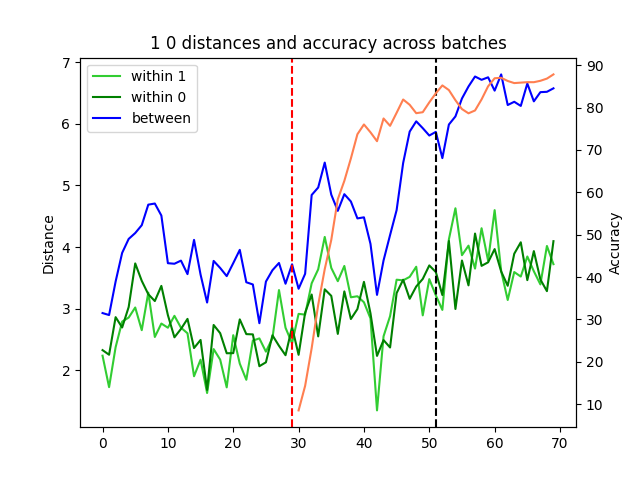 1 0 distances and accuracy across batches
within 1
within 0
between
Distance
Accuracy
7
6
5
4
3
2
90
80
70
60
50
40
30
20
10
0 10 20 30 40 50 60 70